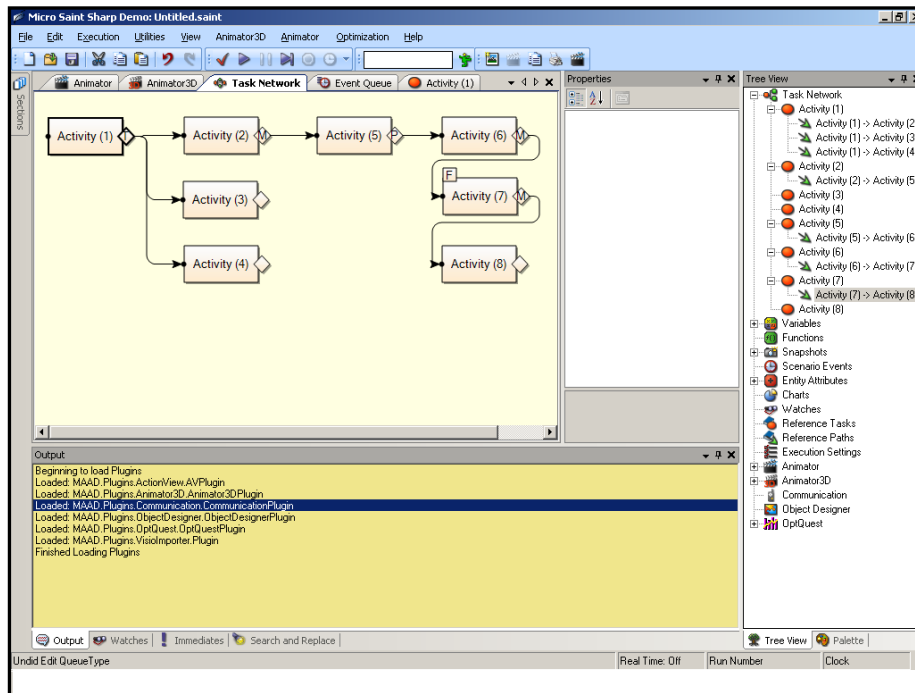 Micro Saint Sharp Demo: Untitled.saint
File Edit Execution Utilities View Animator3D Animator Optimization Help
Sections
Animator Animator3D Task Network Event Queue Activity (1)
Activity (1) Activity (2) M Activity (5) P Activity (6) M
Activity (3) F Activity (7) M
Activity (4) Activity (8)
Properties
Tree View
Task Network
Activity (1)
Activity (1) -> Activity (2
Activity (1) -> Activity (3
Activity (1) -> Activity (4
Activity (2)
Activity (2) -> Activity (5
Activity (3)
Activity (4)
Activity (5)
Activity (5) -> Activity (6
Activity (6)
Activity (6) -> Activity (7
Activity (7)
Activity (7) -> Activity (8
Activity (8)
Variables
Functions
Snapshots
Scenario Events
Entity Attributes
Charts
Watches
Reference Tasks
Reference Paths
Execution Settings
Animator
Animator3D
Communication
Object Designer
OptQuest
Output
Beginning to load Plugins
Loaded: MAAD.Plugins.ActionView.AVPlugin
Loaded: MAAD.Plugins.Animator3D.Animator3DPlugin
Loaded: MAAD.Plugins.Communication.CommunicationPlugin
Loaded: MAAD.Plugins.ObjectDesigner.ObjectDesignerPlugin
Loaded: MAAD.Plugins.OptQuest.OptQuestPlugin
Loaded: MAAD.Plugins.VisioImporter.Plugin
Finished Loading Plugins
Output Watches Immediates Search and Replace
Tree View Palette
Undid Edit QueueType Real Time: Off Run Number Clock